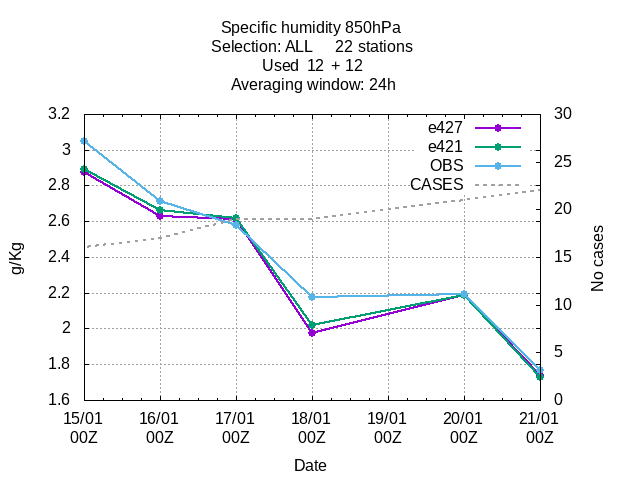 Specific humidity 850hPa
Selection: ALL     22 stations
Used  12  + 12
Averaging window: 24h
3.2
3
2.8
2.6
2.4
2.2
2
1.8
1.6
g/Kg
e427
e421
OBS
CASES
30
25
20
15
10
5
0
No cases
15/01 16/01 17/01 18/01 19/01 20/01 21/01
00Z 00Z 00Z 00Z 00Z 00Z 00Z
Date